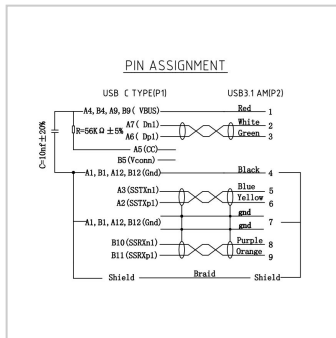 PIN ASSIGNMENT
USB C TYPE(P1) USB3.1 AM(P2)
A4, B4, A9, B9( VBUS) Red 1
R=56KΩ ±5% A7( Dn1) White 2
A6( Dp1) Green 3
C=10nf±20%
A5(CC)
B5(Vconn)
A1, B1, A12, B12(Gnd) Black 4
A3(SSTXn1) Blue 5
A2(SSTXp1) Yellow 6
gnd
A1, B1, A12, B12(Gnd) 7
gnd
B10(SSRXn1) Purple 8
B11(SSRXp1) Orange 9
Shield Braid Shield